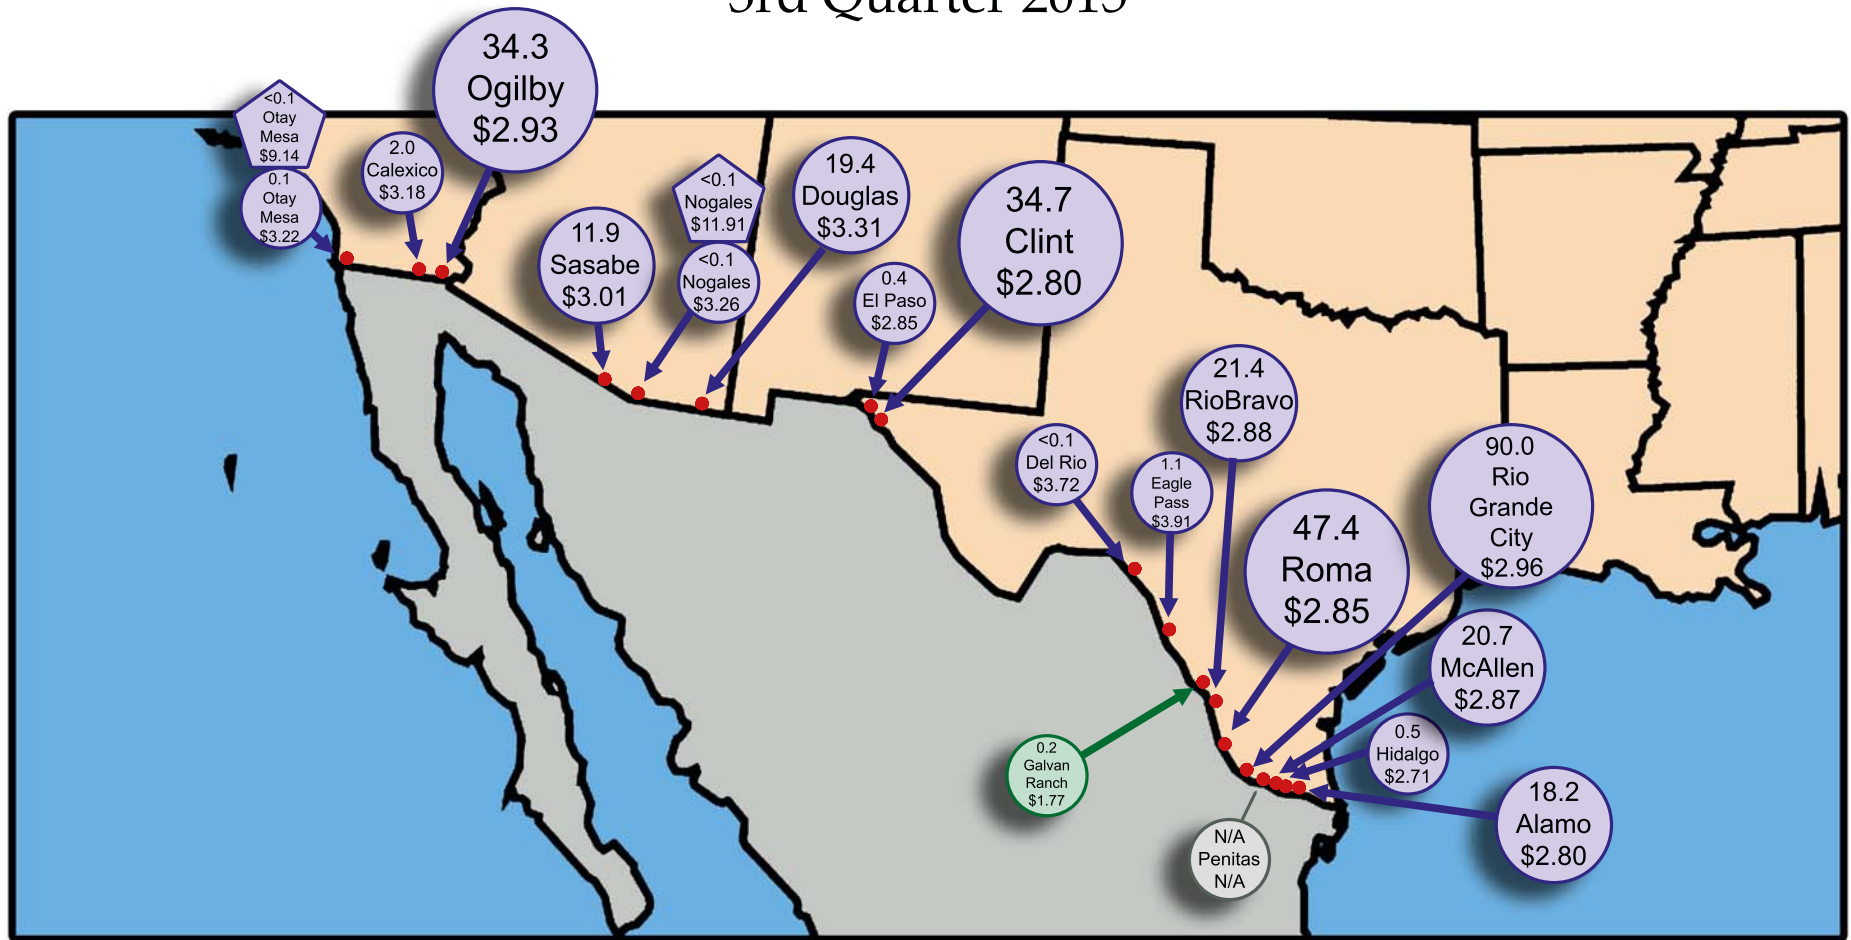 3rd Quarter 2015
34.3
Ogilby
$2.93
<0.1
Otay
Mesa
$9.14
0.1
Otay
Mesa
$3.22
2.0
Calexico
$3.18
11.9
Sasabe
$3.01
<0.1
Nogales
$11.91
<0.1
Nogales
$3.26
19.4
Douglas
$3.31
0.4
El Paso
$2.85
34.7
Clint
$2.80
<0.1
Del Rio
$3.72
1.1
Eagle
Pass
$3.91
21.4
RioBravo
$2.88
47.4
Roma
$2.85
90.0
Rio
Grande
City
$2.96
20.7
McAllen
$2.87
0.5
Hidalgo
$2.71
18.2
Alamo
$2.80
0.2
Galvan
Ranch
$1.77
N/A
Penitas
N/A